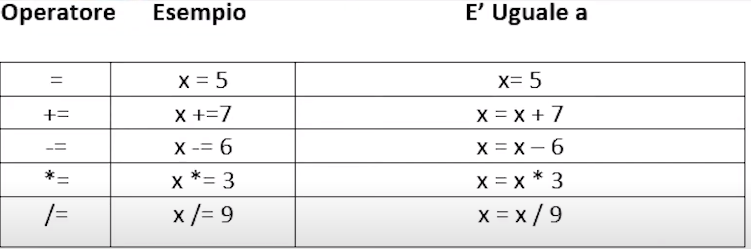 Operatore Esempio E' Uguale a
= x = 5 x= 5
+= x +=7 x = x + 7
-= x -= 6 x = x – 6
*= x *= 3 x = x * 3
/= x /= 9 x = x / 9